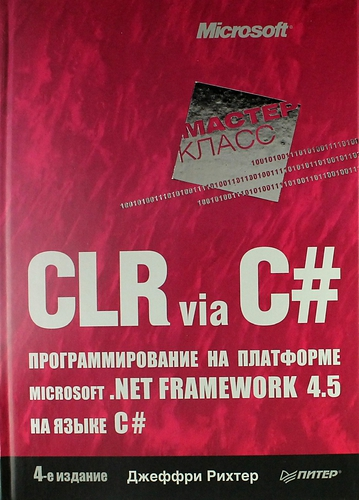 Microsoft
МАСТЕР
КЛАСС
CLR via C#
ПРОГРАММИРОВАНИЕ НА ПЛАТФОРМЕ
MICROSOFT .NET FRAMEWORK 4.5
НА ЯЗЫКЕ C#
4-е издание Джеффри Рихтер ПИТЕР